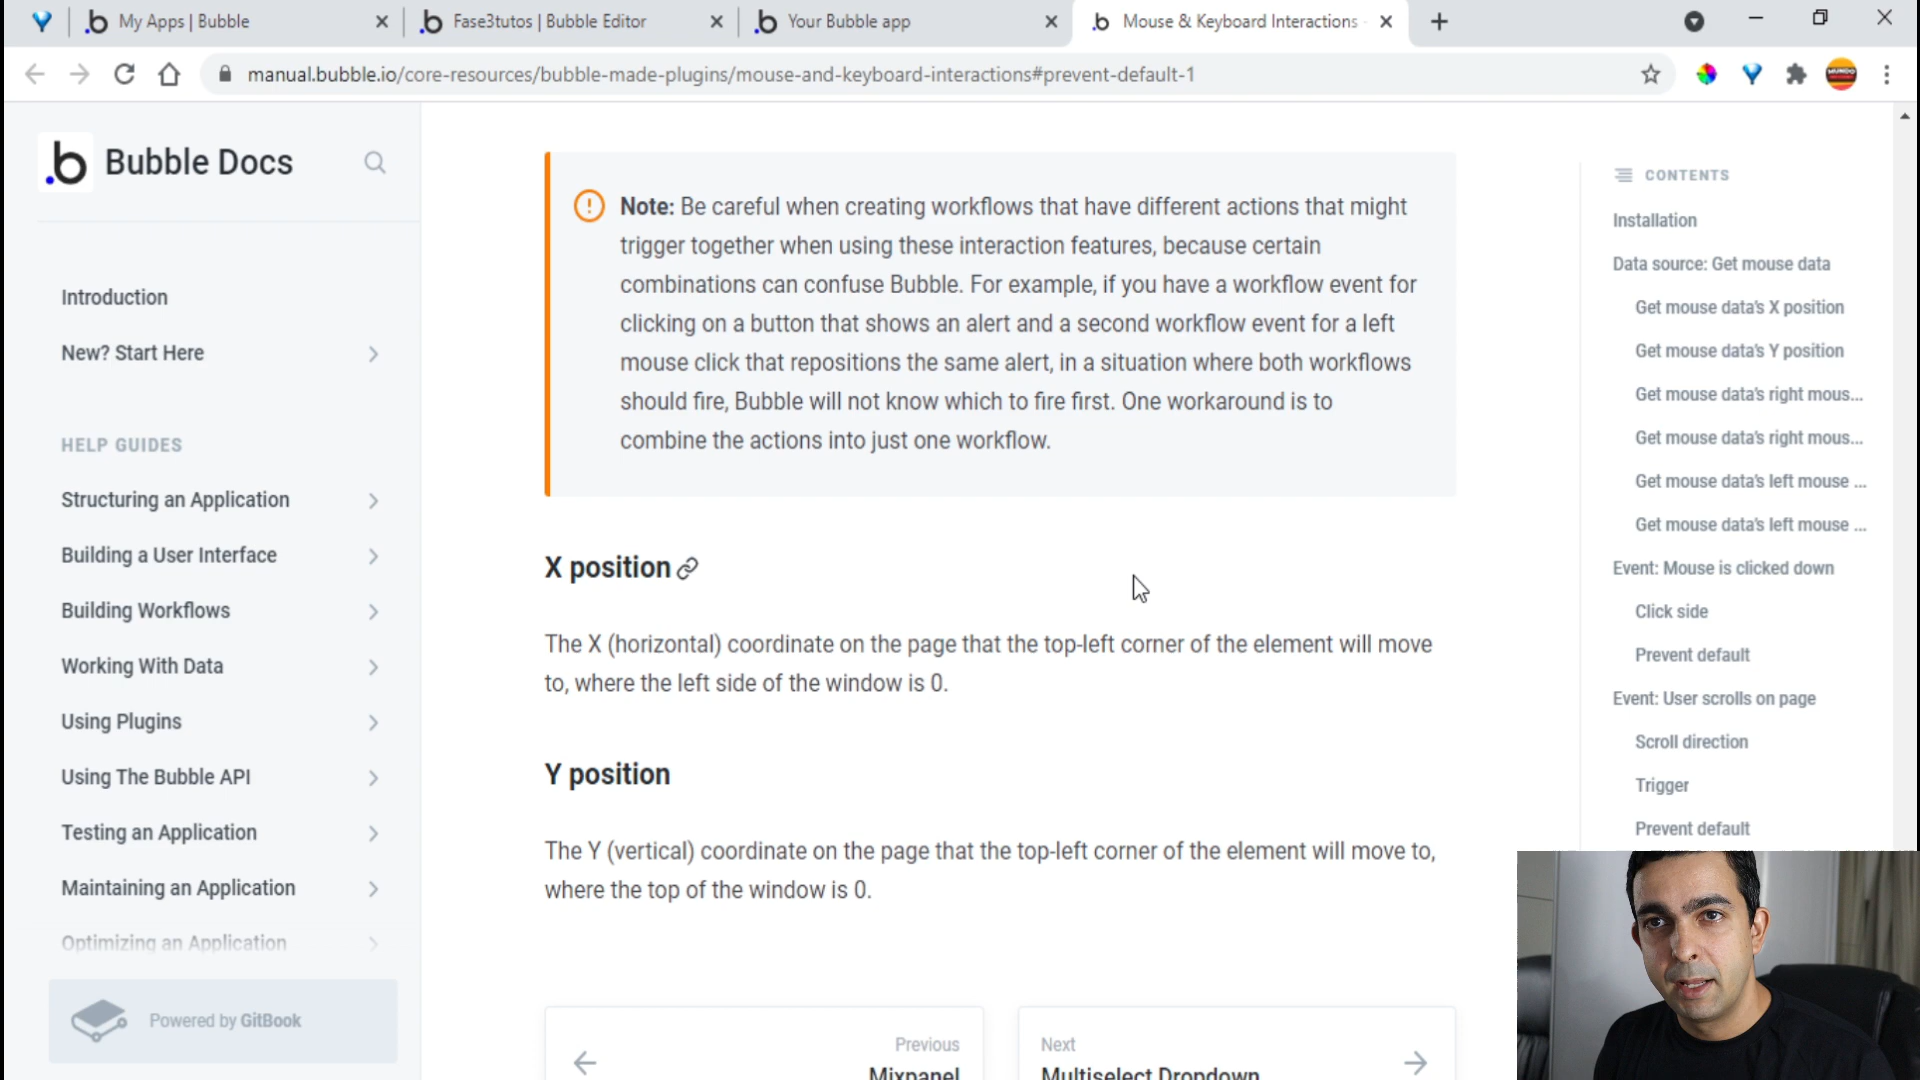 My Apps | Bubble
Fase3tutos | Bubble Editor
Your Bubble app
Mouse & Keyboard Interactions -
manual.bubble.io/core-resources/bubble-made-plugins/mouse-and-keyboard-interactions#prevent-default-1
Bubble Docs
Introduction
New? Start Here
HELP GUIDES
Structuring an Application
Building a User Interface
Building Workflows
Working With Data
Using Plugins
Using The Bubble API
Testing an Application
Maintaining an Application
Optimizing an Application
Powered by GitBook
Note: Be careful when creating workflows that have different actions that might
trigger together when using these interaction features, because certain
combinations can confuse Bubble. For example, if you have a workflow event for
clicking on a button that shows an alert and a second workflow event for a left
mouse click that repositions the same alert, in a situation where both workflows
should fire, Bubble will not know which to fire first. One workaround is to
combine the actions into just one workflow.
X position
The X (horizontal) coordinate on the page that the top-left corner of the element will move
to, where the left side of the window is 0.
Y position
The Y (vertical) coordinate on the page that the top-left corner of the element will move to,
where the top of the window is 0.
Previous
Mixpanel
Next
Multiselect Dropdown
CONTENTS
Installation
Data source: Get mouse data
Get mouse data's X position
Get mouse data's Y position
Get mouse data's right mous...
Get mouse data's right mous...
Get mouse data's left mouse ...
Get mouse data's left mouse ...
Event: Mouse is clicked down
Click side
Prevent default
Event: User scrolls on page
Scroll direction
Trigger
Prevent default